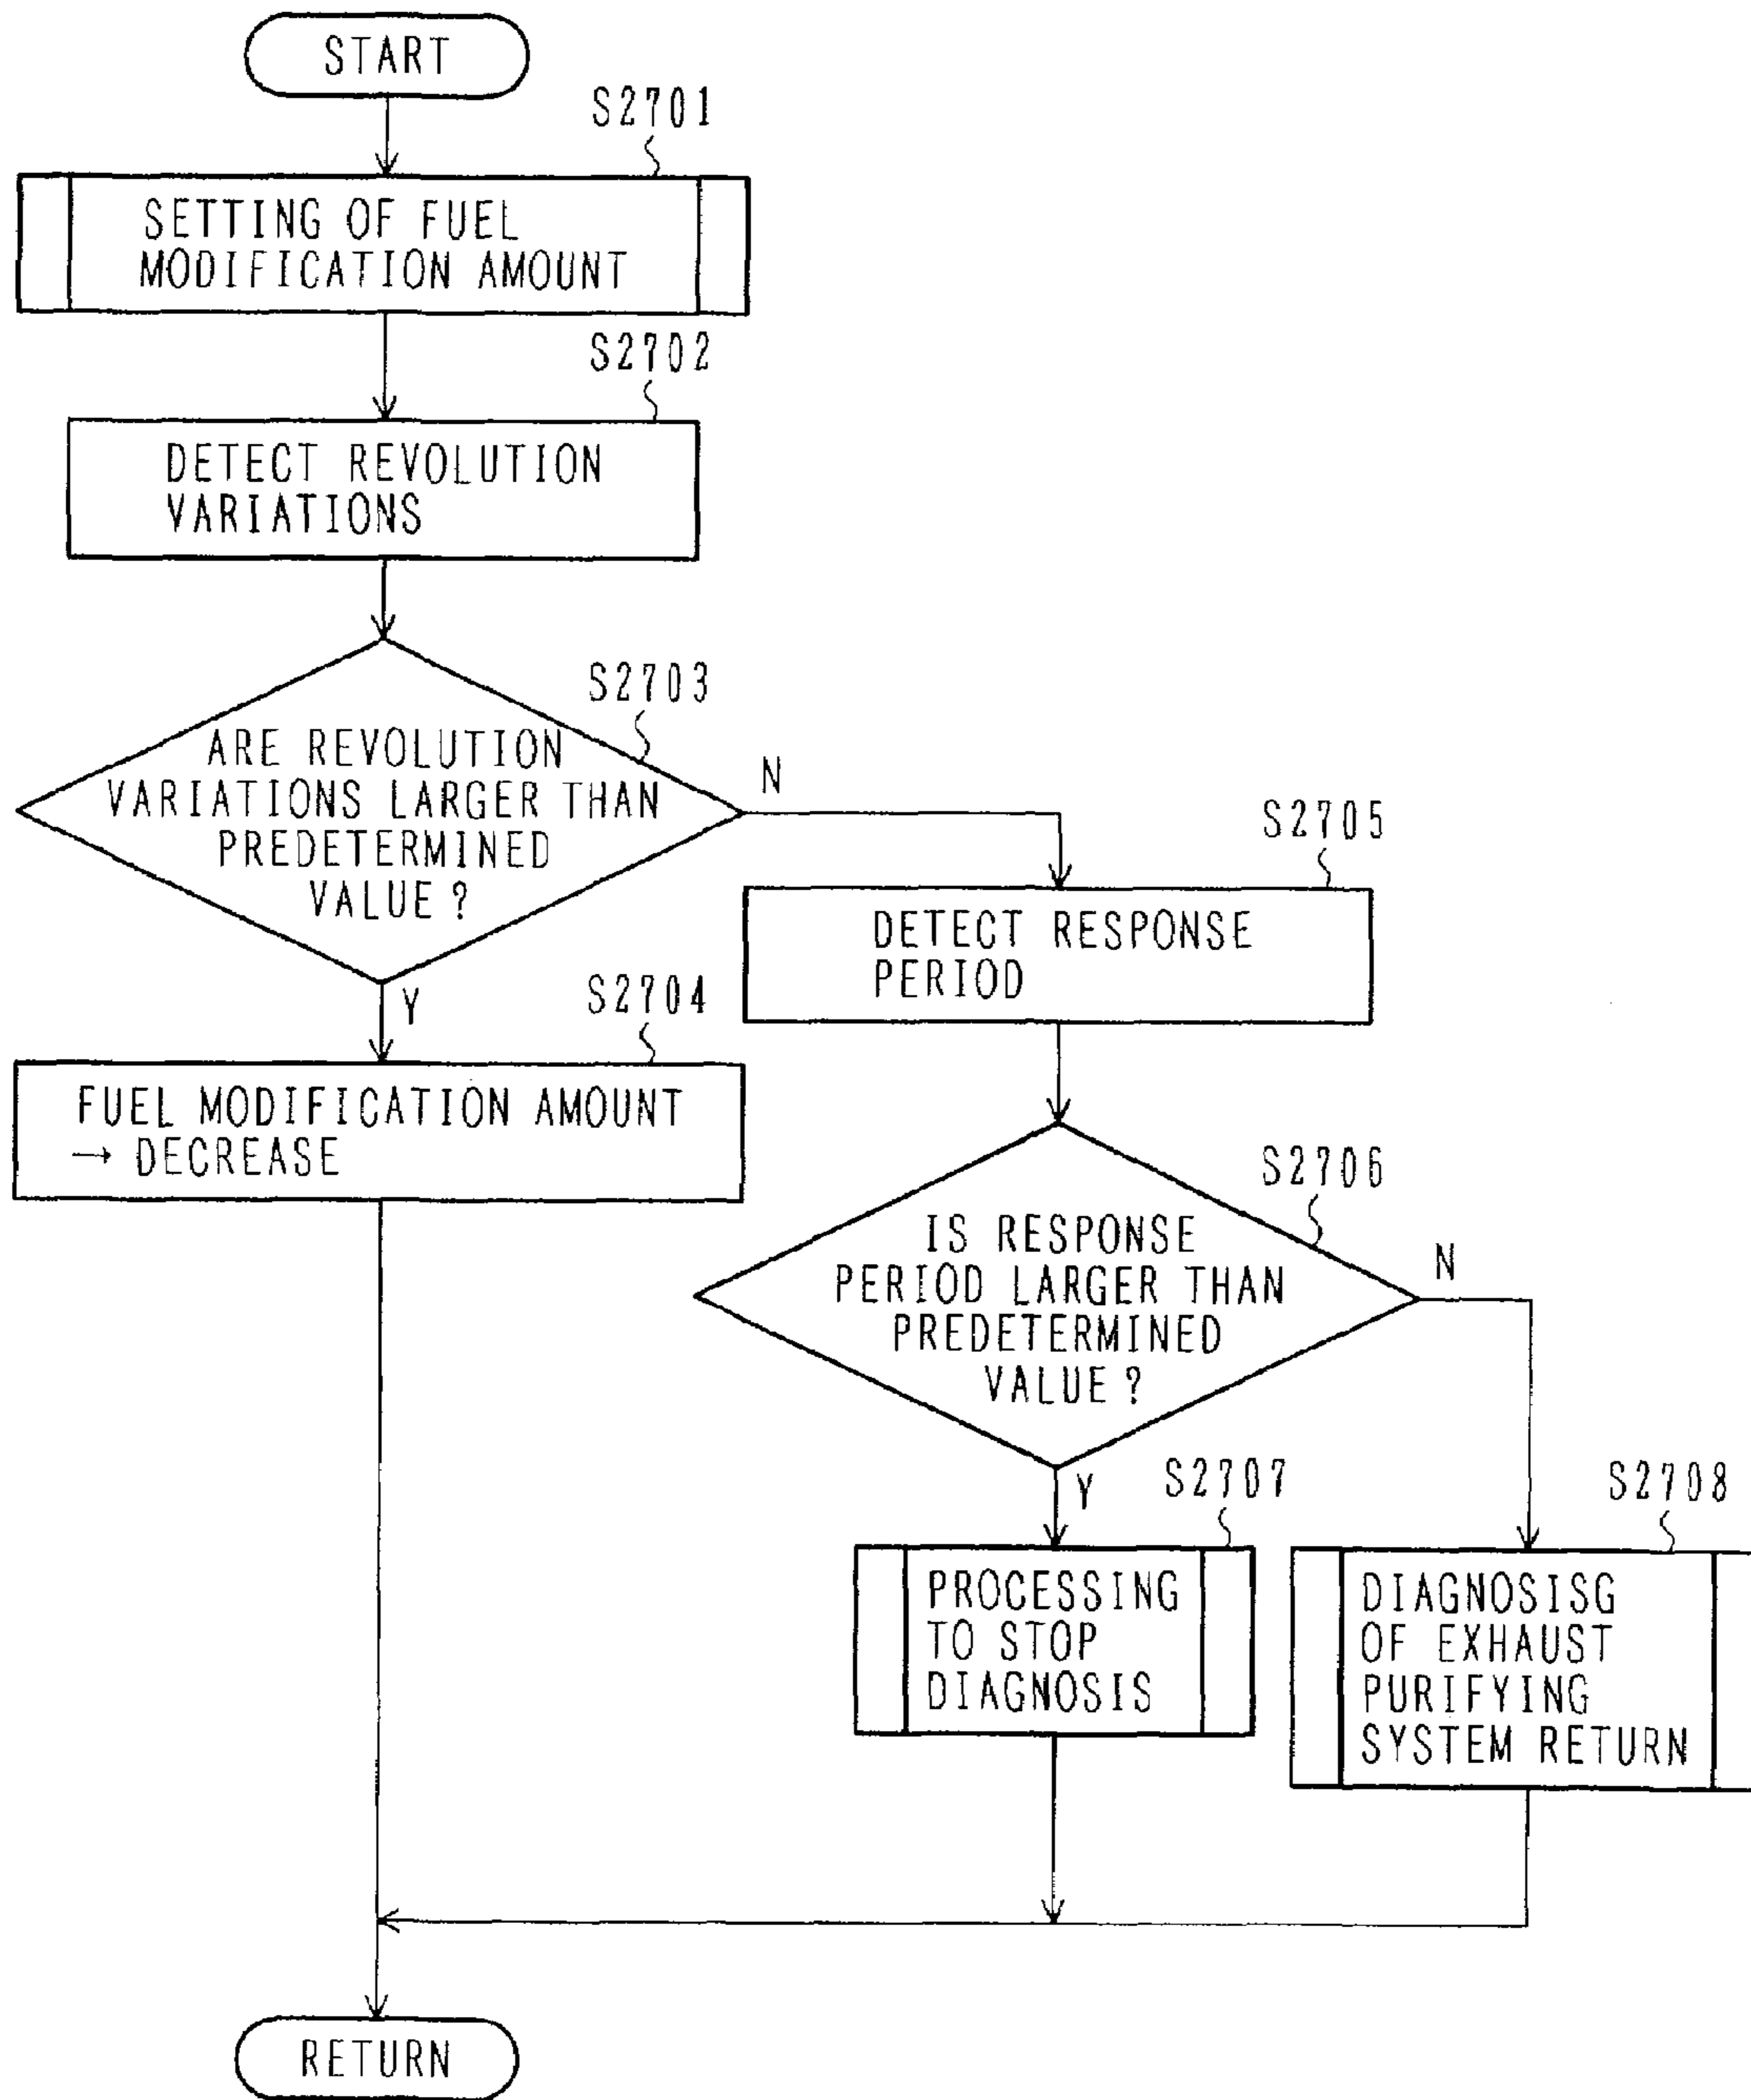 START
S2701
SETTING OF FUEL
MODIFICATION AMOUNT
S2702
DETECT REVOLUTION
VARIATIONS
S2703
ARE REVOLUTION
VARIATIONS LARGER THAN
PREDETERMINED
VALUE?
N
Y
S2704
FUEL MODIFICATION AMOUNT
→ DECREASE
S2705
DETECT RESPONSE
PERIOD
S2706
IS RESPONSE
PERIOD LARGER THAN
PREDETERMINED
VALUE?
N
Y
S2707
PROCESSING
TO STOP
DIAGNOSIS
S2708
DIAGNOSISG
OF EXHAUST
PURIFYING
SYSTEM RETURN
RETURN